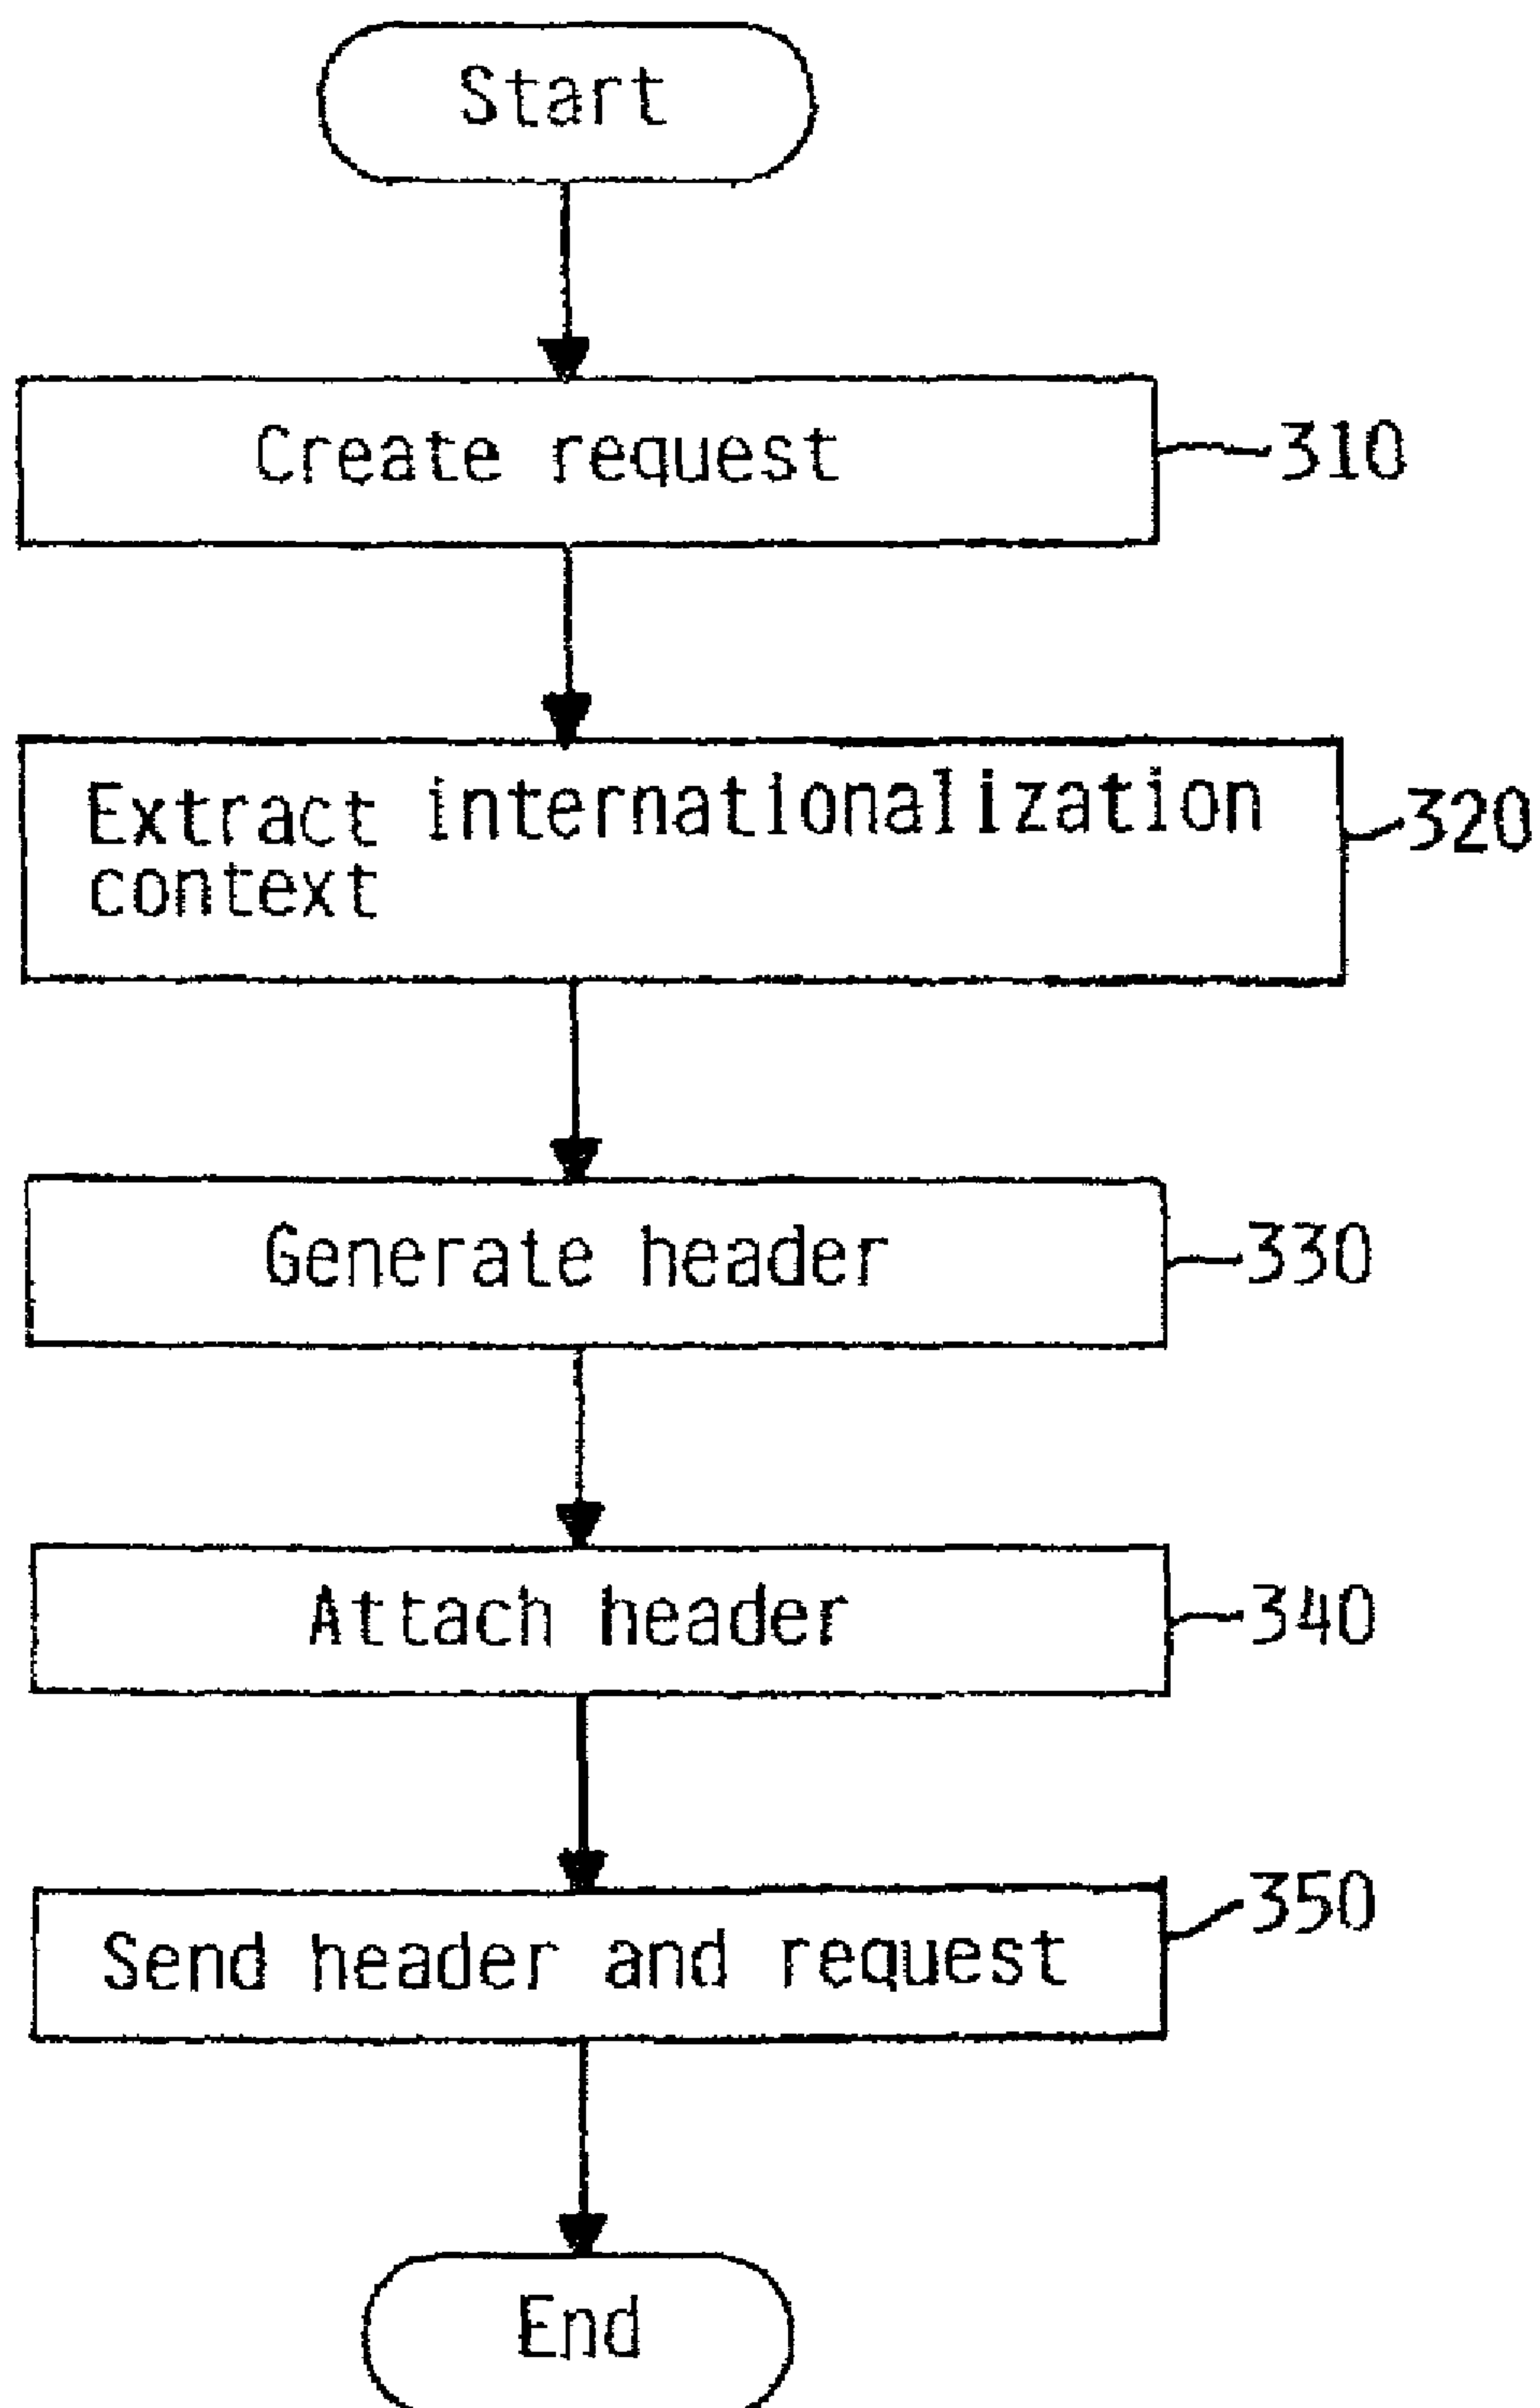 Start
Create request
310
Extract internationalization
context
320
Generate header
330
Attach header
340
Send header and request
350
End